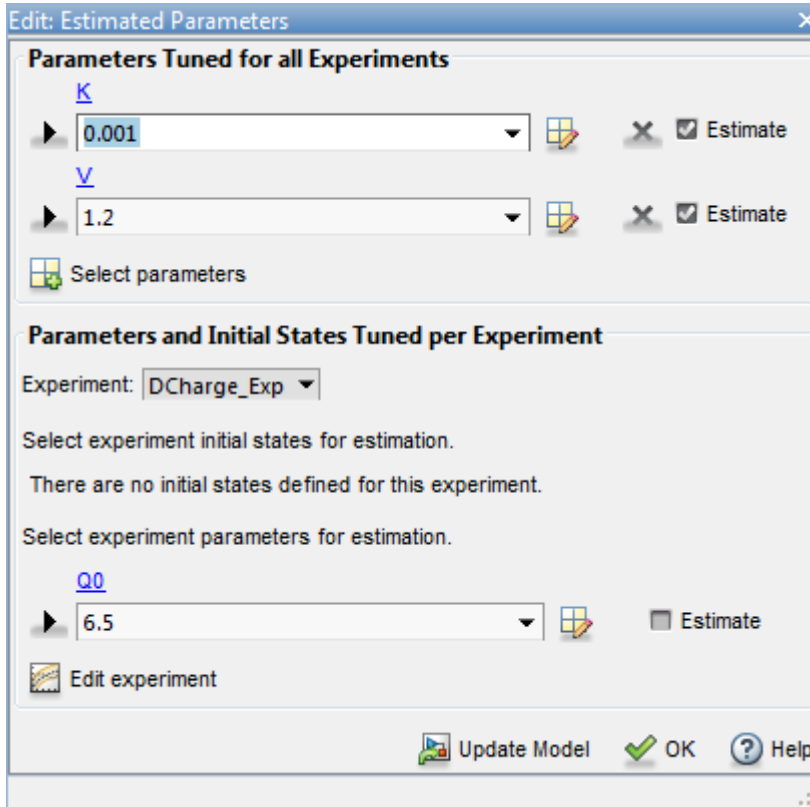 Edit: Estimated Parameters
Parameters Tuned for all Experiments
K
0.001 Estimate
V
1.2 Estimate
Select parameters
Parameters and Initial States Tuned per Experiment
Experiment: DCharge_Exp
Select experiment initial states for estimation.
There are no initial states defined for this experiment.
Select experiment parameters for estimation.
Q0
6.5 Estimate
Edit experiment
Update Model OK Help